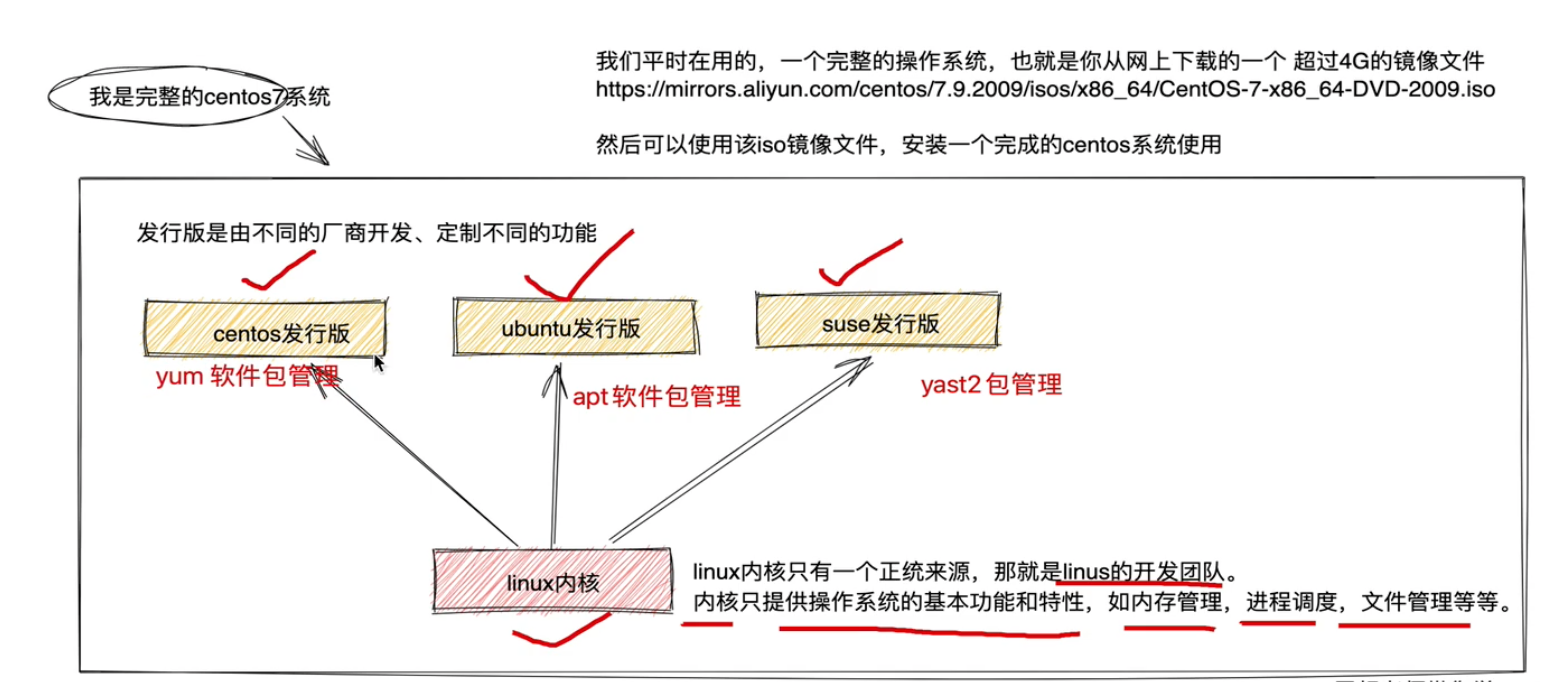 我们平时在用的，一个完整的操作系统，也就是你从网上下载的一个 超过4G的镜像文件
https://mirrors.aliyun.com/centos/7.9.2009/isos/x86_64/CentOS-7-x86_64-DVD-2009.iso
我是完整的centos7系统
然后可以使用该iso镜像文件，安装一个完成的centos系统使用
发行版是由不同的厂商开发、定制不同的功能
centos发行版
ubuntu发行版
suse发行版
yum 软件包管理
apt软件包管理
yast2包管理
linux内核
linux内核只有一个正统来源，那就是linus的开发团队。
内核只提供操作系统的基本功能和特性，如内存管理，进程调度，文件管理等等。